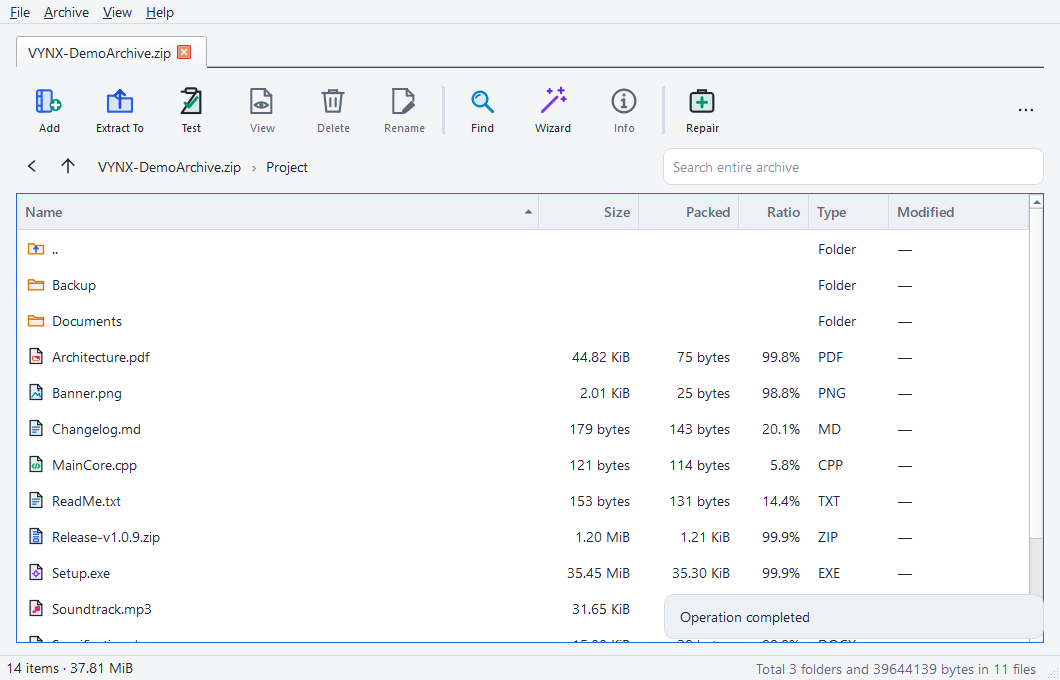 File Archive View Help
VYNX-DemoArchive.zip
Add Extract To Test View Delete Rename Find Wizard Info Repair ...
VYNX-DemoArchive.zip › Project Search entire archive
Name Size Packed Ratio Type Modified
.. Folder —
Backup Folder —
Documents Folder —
Architecture.pdf 44.82 KiB 75 bytes 99.8% PDF —
Banner.png 2.01 KiB 25 bytes 98.8% PNG —
Changelog.md 179 bytes 143 bytes 20.1% MD —
MainCore.cpp 121 bytes 114 bytes 5.8% CPP —
ReadMe.txt 153 bytes 131 bytes 14.4% TXT —
Release-v1.0.9.zip 1.20 MiB 1.21 KiB 99.9% ZIP —
Setup.exe 35.45 MiB 35.30 KiB 99.9% EXE —
Soundtrack.mp3 31.65 KiB
Operation completed
14 items · 37.81 MiB Total 3 folders and 39644139 bytes in 11 files